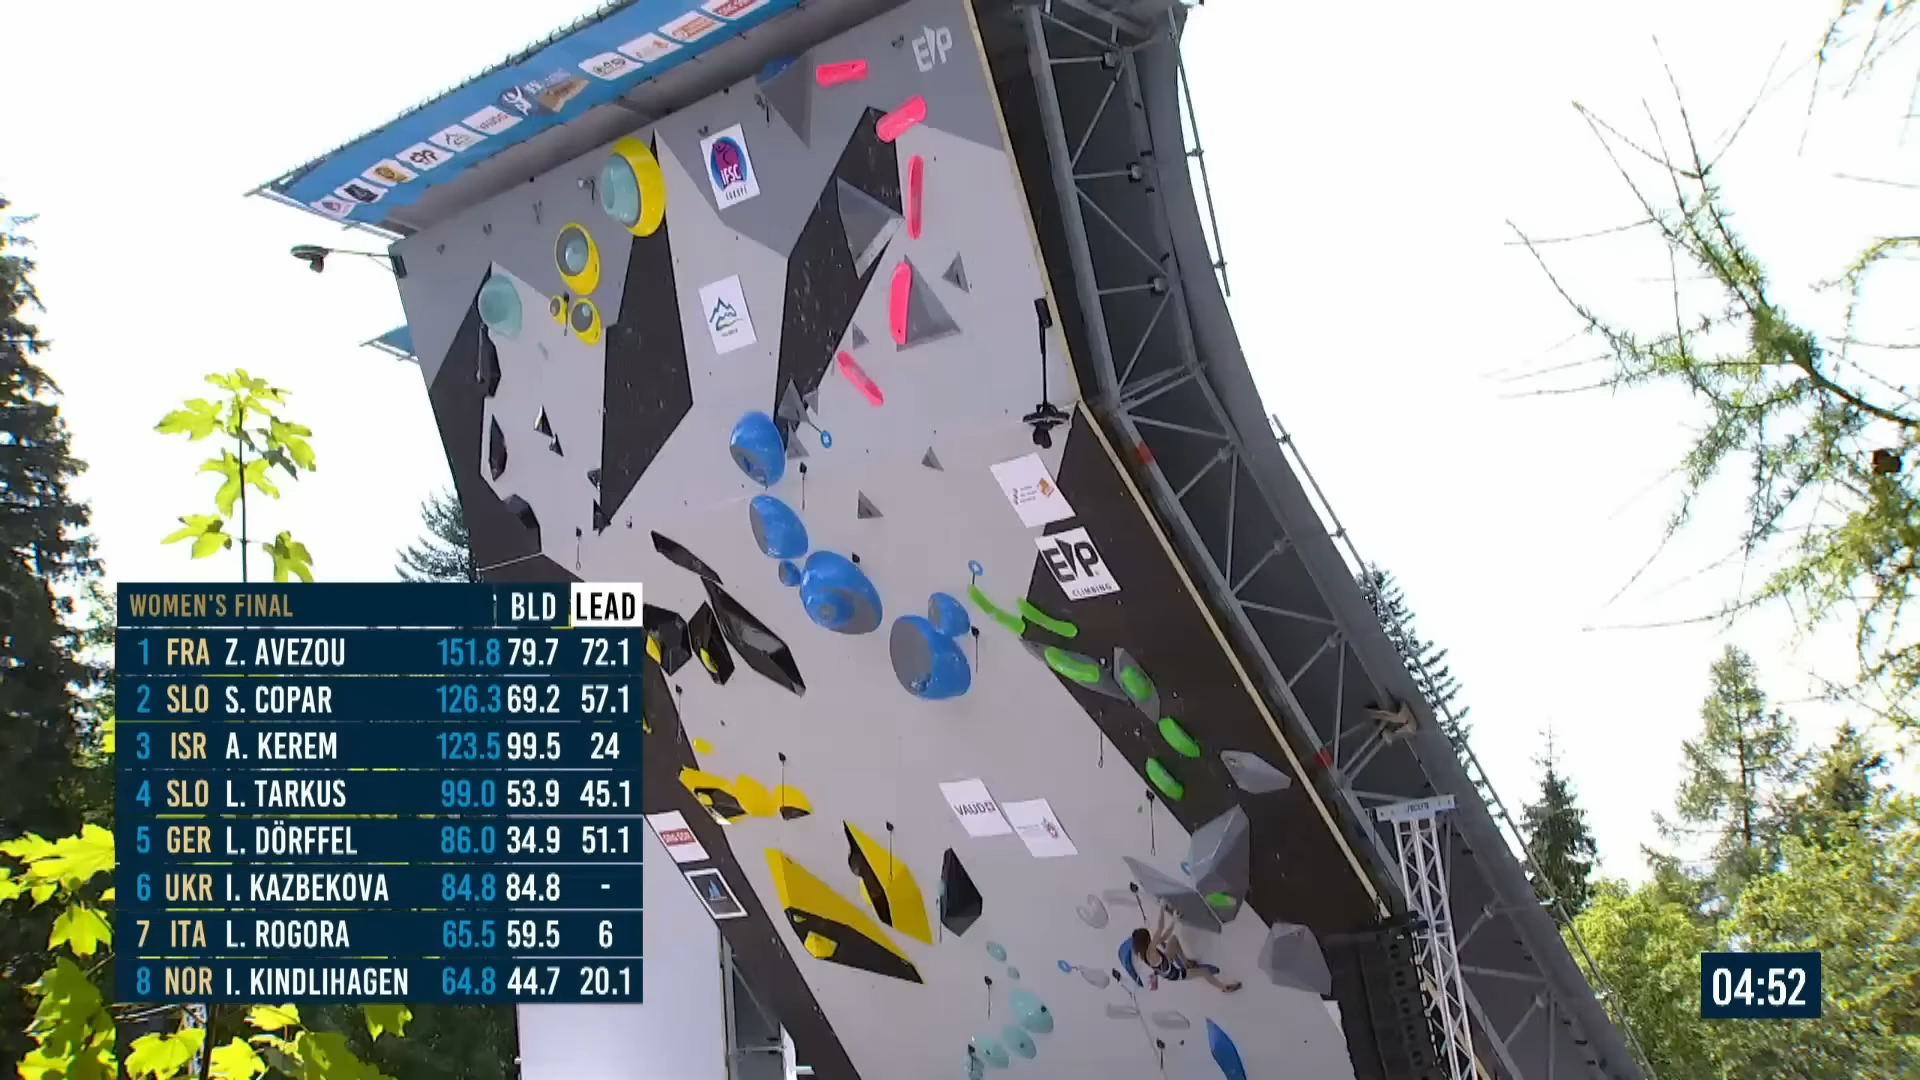 EP
IFSC
EUROPE
WOMEN'S FINAL BLD LEAD
1 FRA Z. AVEZOU 151.8 79.7 72.1
2 SLO S. COPAR 126.3 69.2 57.1
3 ISR A. KEREM 123.5 99.5 24
4 SLO L. TARKUS 99.0 53.9 45.1
5 GER L. DÖRFFEL 86.0 34.9 51.1
6 UKR I. KAZBEKOVA 84.8 84.8 -
7 ITA L. ROGORA 65.5 59.5 6
8 NOR I. KINDLIHAGEN 64.8 44.7 20.1
EP
CLIMBING
VAUD
04:52